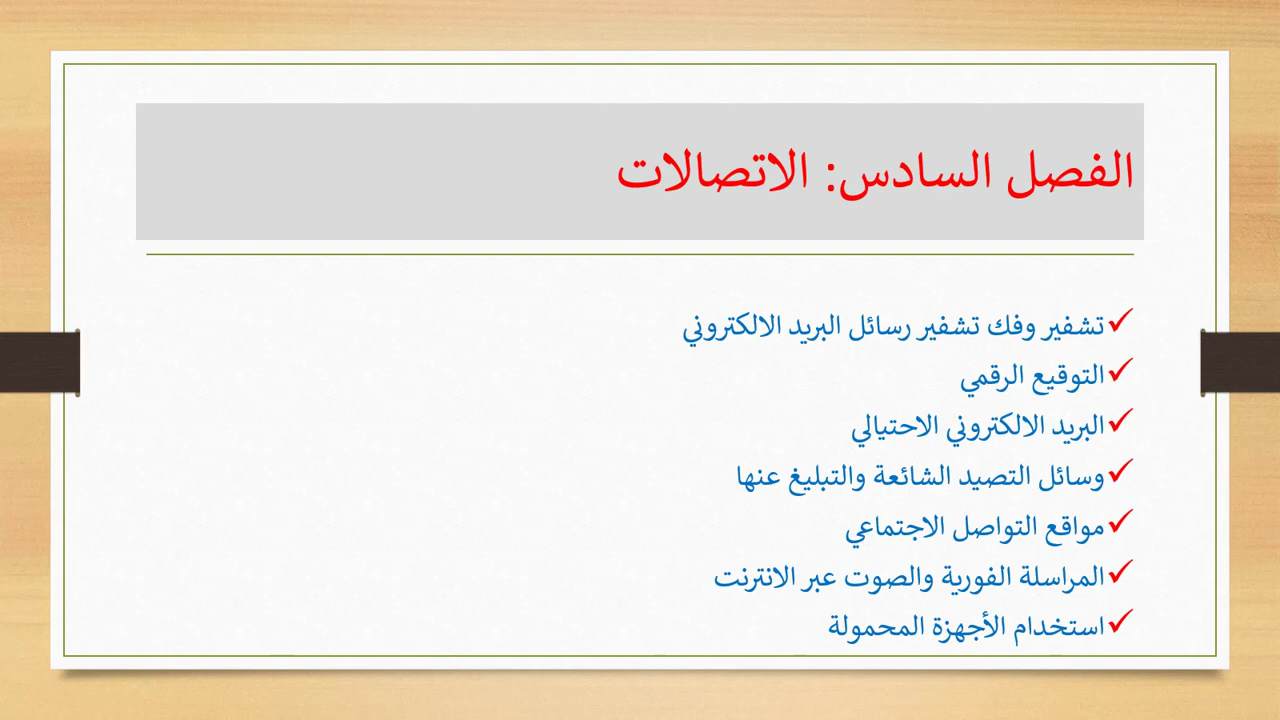 الفصل السادس: الاتصالات
✓تشفير وفك تشفير رسائل البريد الالكتروني
✓التوقيع الرقمي
✓البريد الالكتروني الاحتيالي
✓وسائل التصيد الشائعة والتبليغ عنها
✓مواقع التواصل الاجتماعي
✓المراسلة الفورية والصوت عبر الانترنت
✓استخدام الأجهزة المحمولة